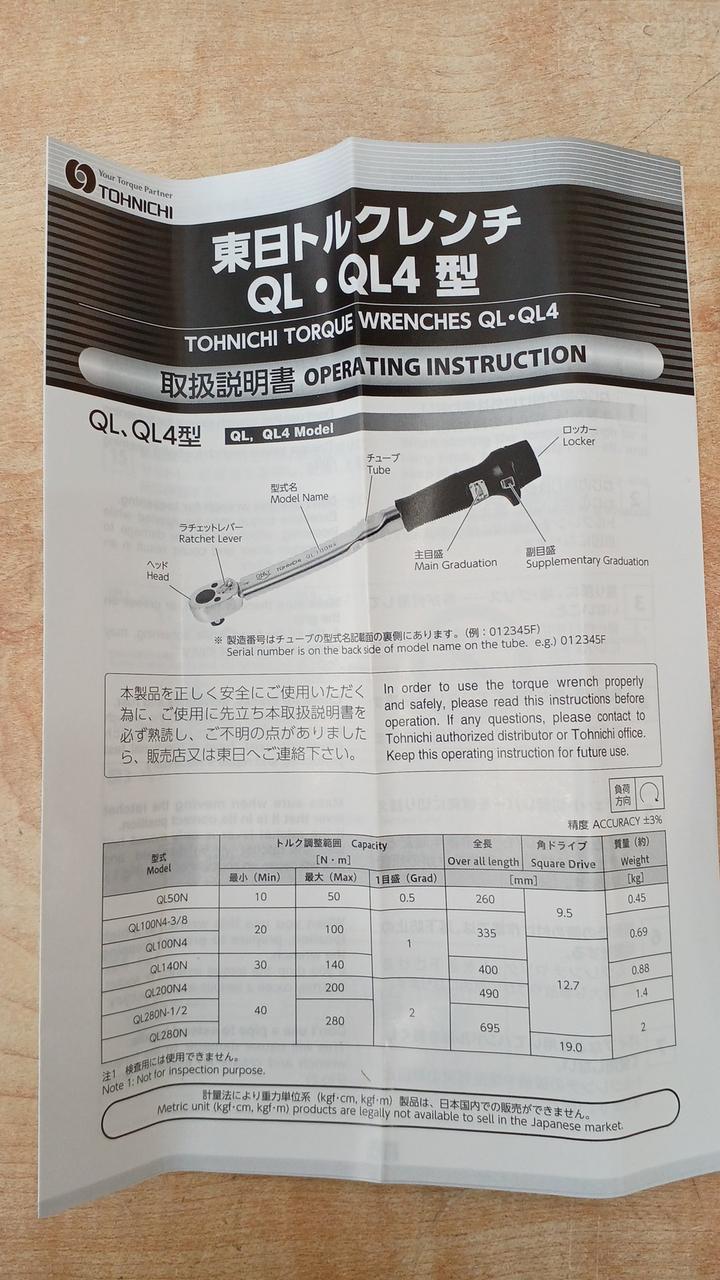 Your Torque Partner
TOHNICHI
東日トルクレンチ
QL・QL4 型
TOHNICHI TORQUE WRENCHES QL・QL4
取扱説明書 OPERATING INSTRUCTION
QL、QL4型 QL, QL4 Model
ロッカー
Locker
チューブ
Tube
型式名
Model Name
ラチェットレバー
Ratchet Lever
ヘッド
Head
TOHNICHI QL100N4
主目盛
Main Graduation
副目盛
Supplementary Graduation
※ 製造番号はチューブの型式名記載面の裏側にあります。(例：012345F)
Serial number is on the back side of model name on the tube. e.g.) 012345F
本製品を正しく安全にご使用いただく
為に、ご使用に先立ち本取扱説明書を
必ず熟読し、ご不明の点がありました
ら、販売店又は東日へご連絡下さい。
In order to use the torque wrench properly
and safely, please read this instructions before
operation. If any questions, please contact to
Tohnichi authorized distributor or Tohnichi office.
Keep this operating instruction for future use.
負荷
方向
精度 ACCURACY ±3%
型式
Model
トルク調整範囲 Capacity
[N・m]
最小 (Min) 最大 (Max) 1目盛 (Grad)
全長
Over all length
角ドライブ
Square Drive
[mm]
質量 (約)
Weight
[kg]
QL50N 10 50 0.5 260 9.5 0.45
QL100N4-3/8 20 100 1 335 0.69
QL100N4 12.7
QL140N 30 140 400 0.88
QL200N4 40 200 2 490 1.4
QL280N-1/2 280 695 2
QL280N 19.0
注1 検査用には使用できません。
Note 1: Not for inspection purpose.
計量法により重力単位系 (kgf・cm, kgf・m) 製品は、日本国内での販売ができません。
Metric unit (kgf・cm, kgf・m) products are legally not available to sell in the Japanese market.